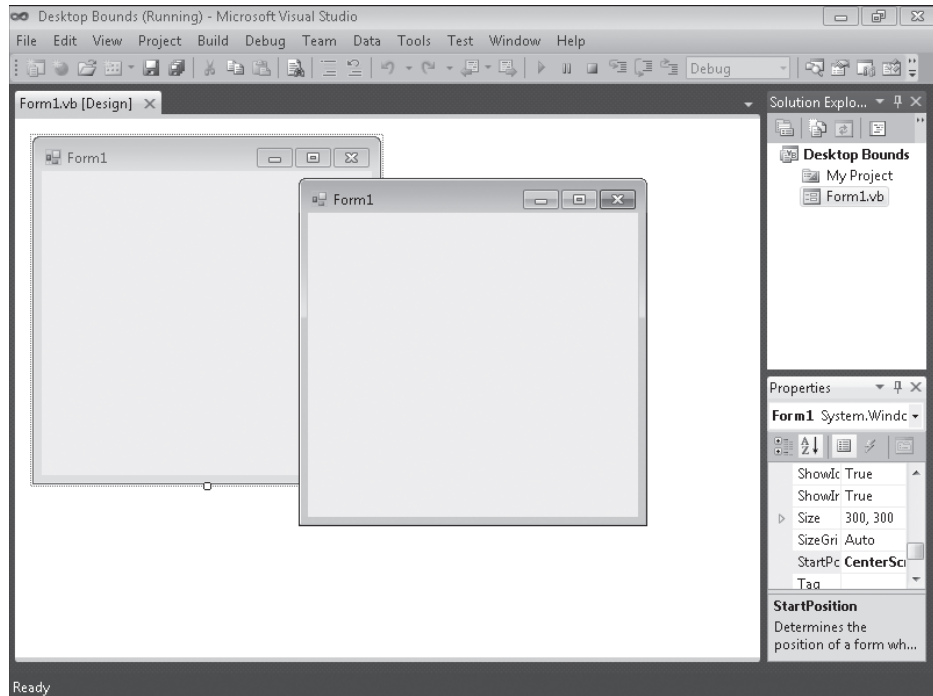 Desktop Bounds (Running) - Microsoft Visual Studio
File Edit View Project Build Debug Team Data Tools Test Window Help
Debug
Form1.vb [Design]
Form1
Form1
Solution Explo...
Desktop Bounds
My Project
Form1.vb
Properties
Form1 System.Windc
ShowIc True
ShowIr True
Size 300, 300
SizeGri Auto
StartPc CenterScr
Tag
StartPosition
Determines the
position of a form wh...
Ready